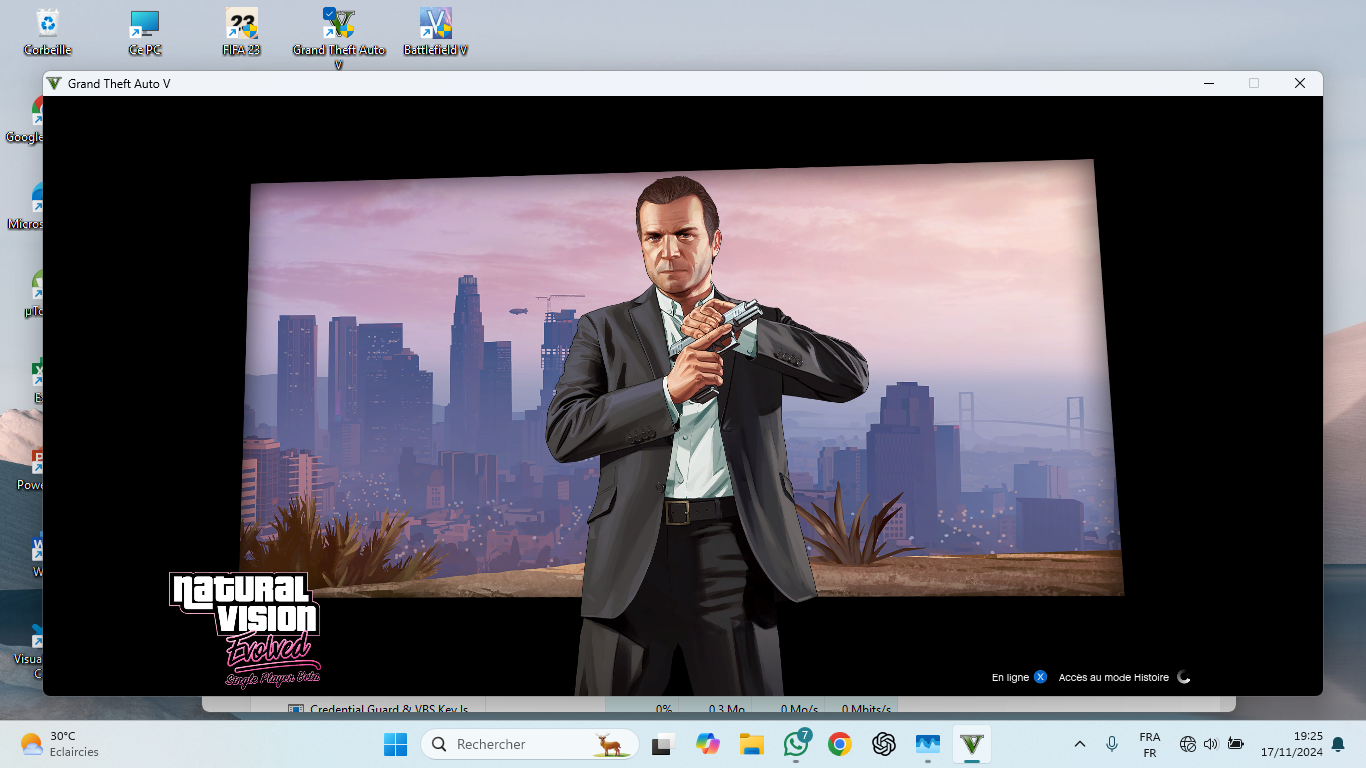 Corbeille
Ce PC
FIFA 23
Grand Theft Auto V
Battlefield V
Grand Theft Auto V
Google
Micros
Powe
Visua
NATURAL
VISION
Evolved
Single Player Beta
En ligne X Accès au mode Histoire
Credential Guard & VBS Key Is
0%
0,3 Mo
0 Mo/s
0 Mbits/s
30°C
Eclaircies
Rechercher
7
FRA
FR
19:25
17/11/2024